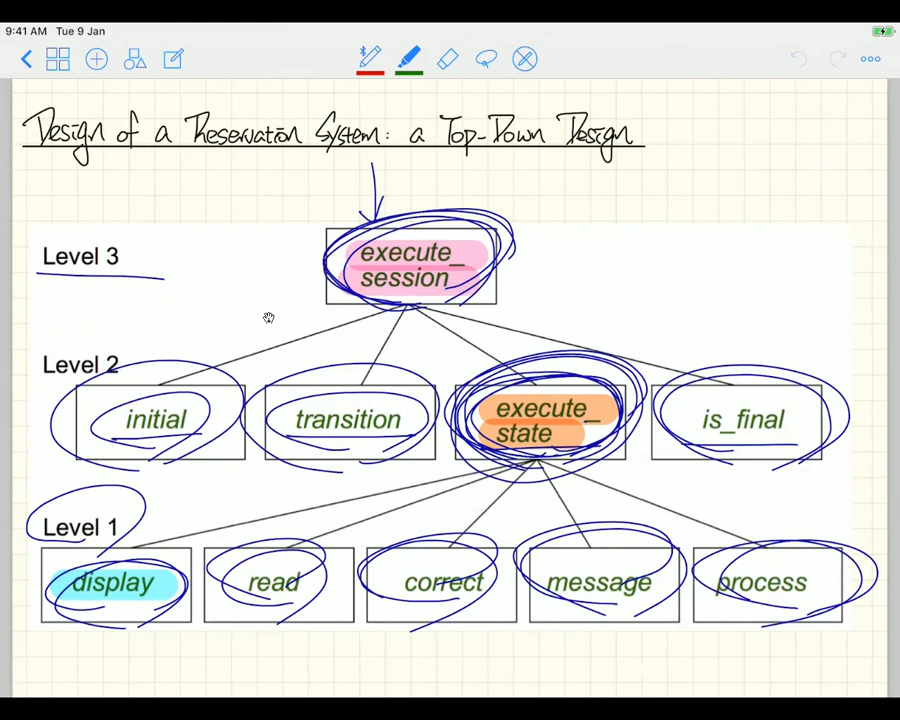 9:41 AM Tue 9 Jan
Design of a Reservation System: a Top-Down Design
Level 3
execute_
session
Level 2
initial
transition
execute_
state
is_final
Level 1
display
read
correct
message
process